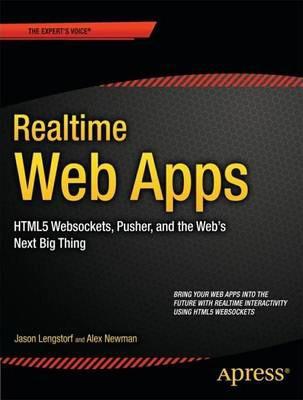 THE EXPERT'S VOICE®
Realtime
Web Apps
HTML5 Websockets, Pusher, and the Web's
Next Big Thing
BRING YOUR WEB APPS INTO THE
FUTURE WITH REALTIME INTERACTIVITY
USING HTML5 WEBSOCKETS
Jason Lengstorf and Alex Newman
Apress®